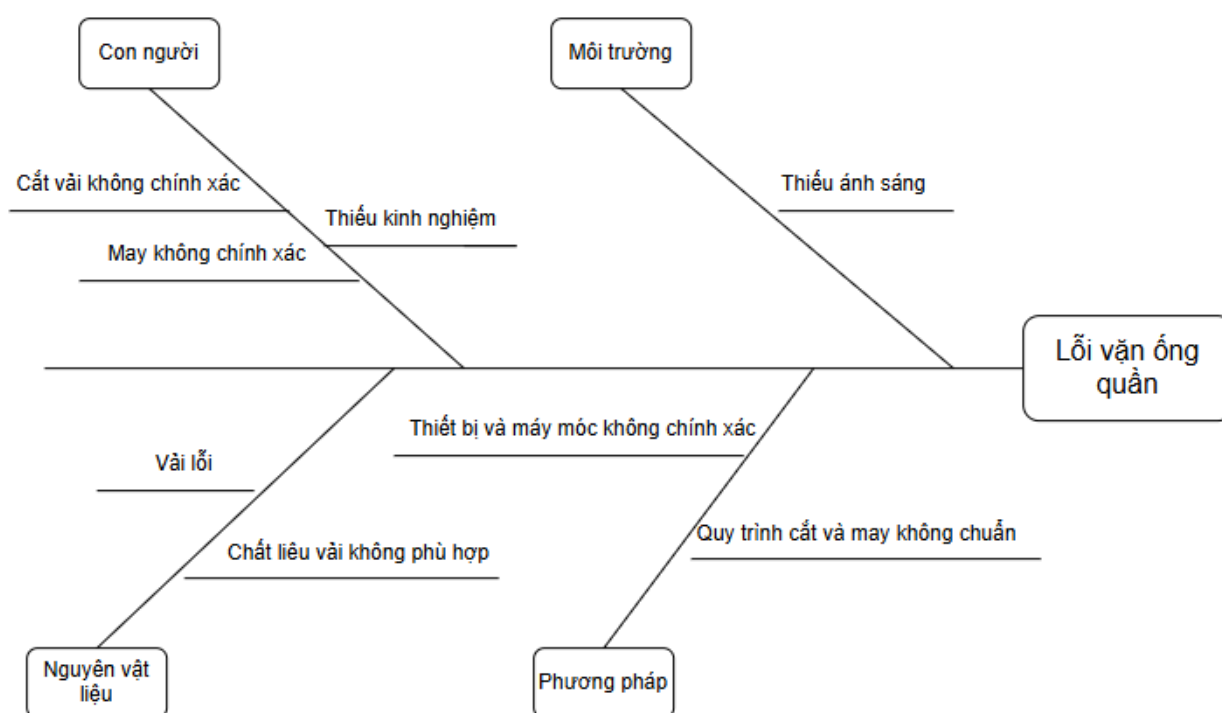 Con người
Môi trường
Cắt vải không chính xác
Thiếu ánh sáng
Thiếu kinh nghiệm
May không chính xác
Lỗi vặn ống
quần
Thiết bị và máy móc không chính xác
Vải lỗi
Quy trình cắt và may không chuẩn
Chất liêu vải không phù hợp
Nguyên vật
liệu
Phương pháp